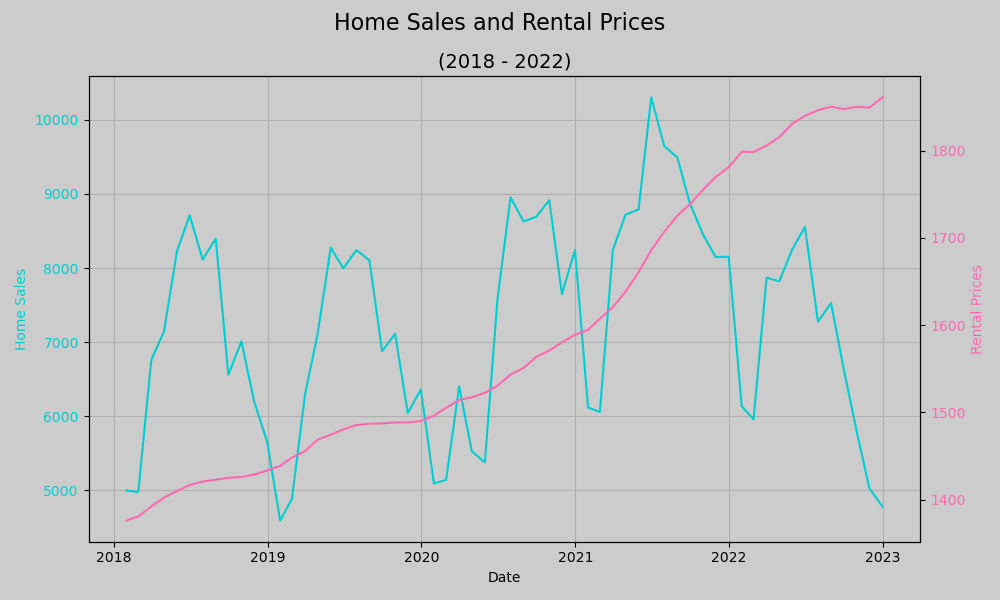 Home Sales and Rental Prices
(2018 - 2022)
Home Sales
10000
9000
8000
7000
6000
5000
1800
1700
1600
1500
1400
Rental Prices
2018 2019 2020 2021 2022 2023
Date